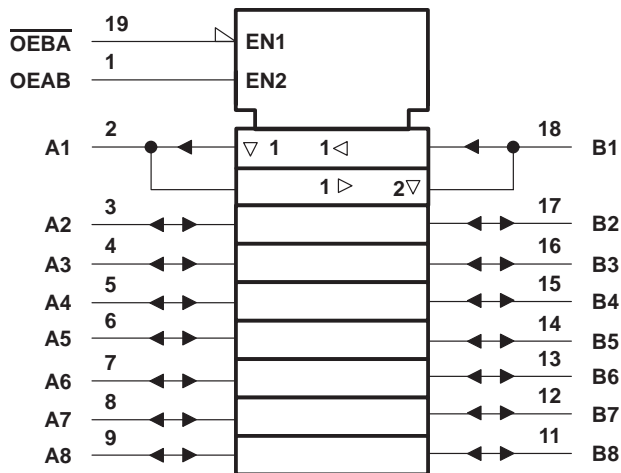 19
OEBA EN1
1
OEAB EN2
2 18
A1 ▽ 1 1 ◁ B1
1 ▷ 2 ▽
3 17
A2 B2
4 16
A3 B3
5 15
A4 B4
6 14
A5 B5
7 13
A6 B6
8 12
A7 B7
9 11
A8 B8